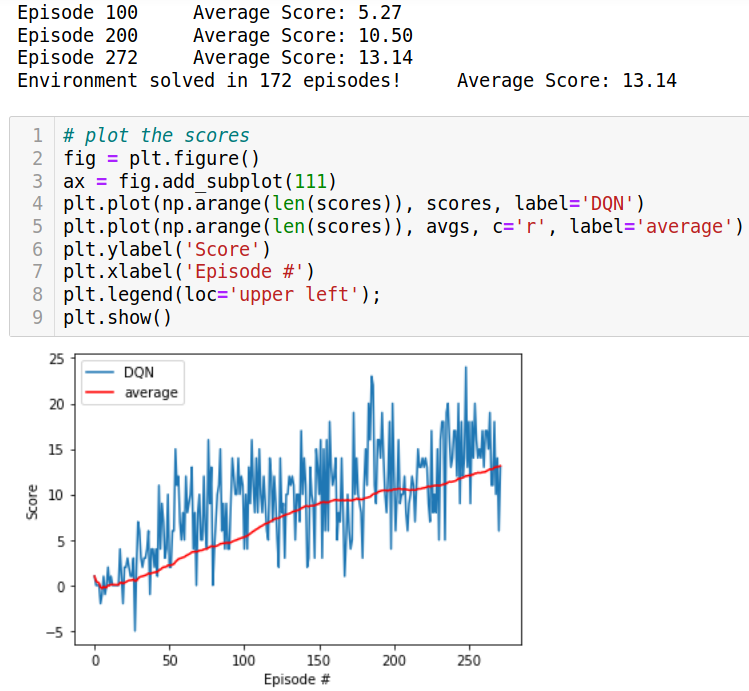 Episode 100     Average Score: 5.27
Episode 200     Average Score: 10.50
Episode 272     Average Score: 13.14
Environment solved in 172 episodes!     Average Score: 13.14
1 # plot the scores
2 fig = plt.figure()
3 ax = fig.add_subplot(111)
4 plt.plot(np.arange(len(scores)), scores, label='DQN')
5 plt.plot(np.arange(len(scores)), avgs, c='r', label='average')
6 plt.ylabel('Score')
7 plt.xlabel('Episode #')
8 plt.legend(loc='upper left');
9 plt.show()
DQN
average
25
20
15
10
5
0
−5
Score
0 50 100 150 200 250
Episode #